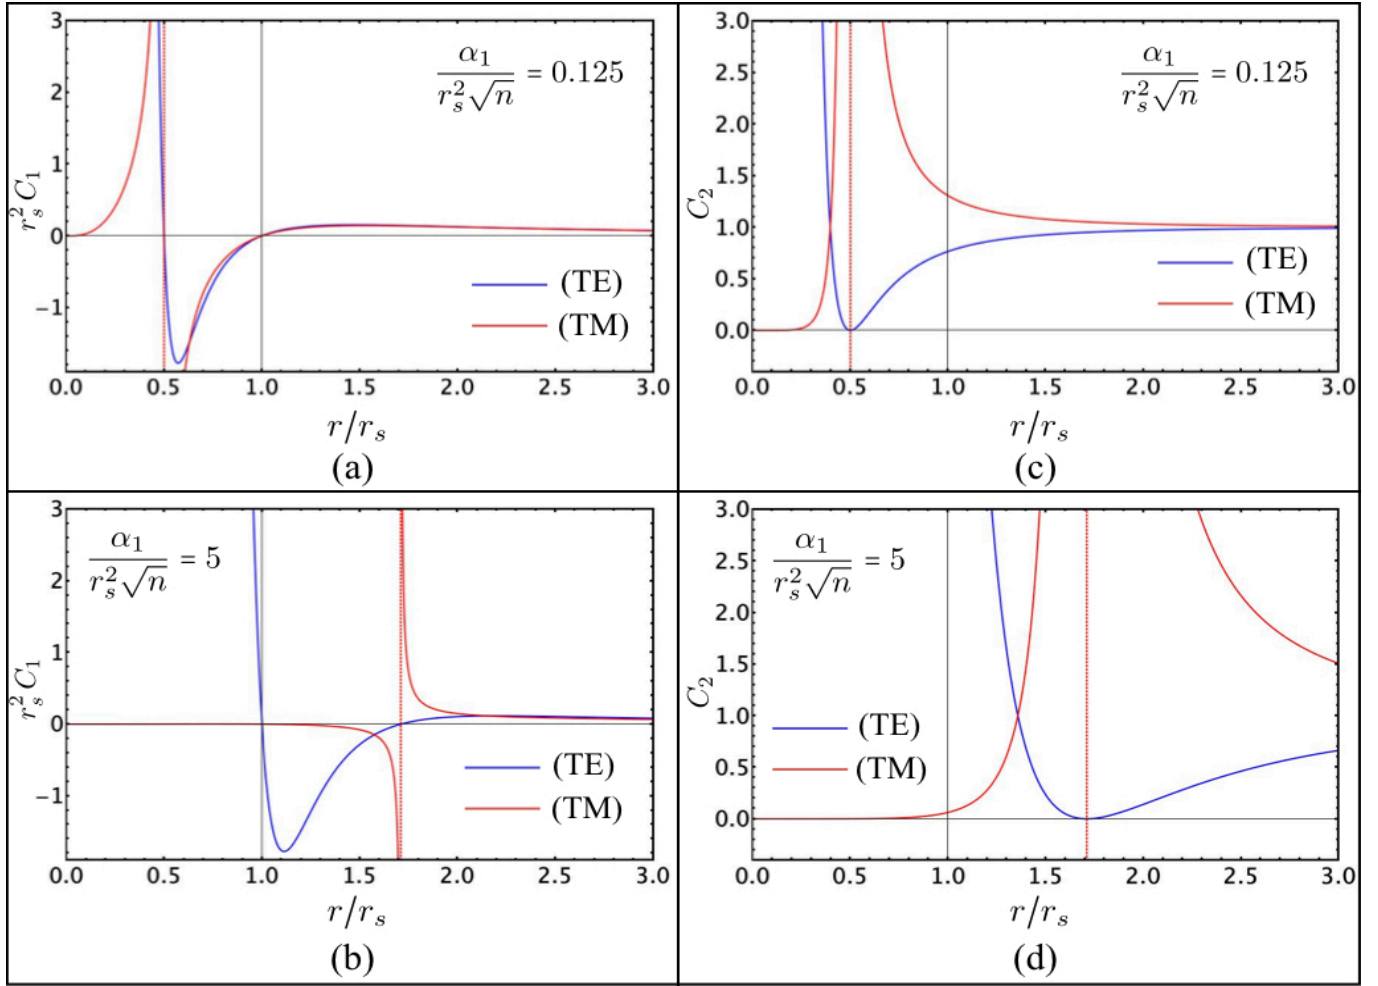 3
2
1
0
−1
r_s^2 C_1
α_1 / r_s^2 √n = 0.125
(TE)
(TM)
0.0 0.5 1.0 1.5 2.0 2.5 3.0
r/r_s
(a)
3.0
2.5
2.0
1.5
1.0
0.5
0.0
C_2
α_1 / r_s^2 √n = 0.125
(TE)
(TM)
0.0 0.5 1.0 1.5 2.0 2.5 3.0
r/r_s
(c)
3
2
1
0
−1
r_s^2 C_1
α_1 / r_s^2 √n = 5
(TE)
(TM)
0.0 0.5 1.0 1.5 2.0 2.5 3.0
r/r_s
(b)
3.0
2.5
2.0
1.5
1.0
0.5
0.0
C_2
α_1 / r_s^2 √n = 5
(TE)
(TM)
0.0 0.5 1.0 1.5 2.0 2.5 3.0
r/r_s
(d)